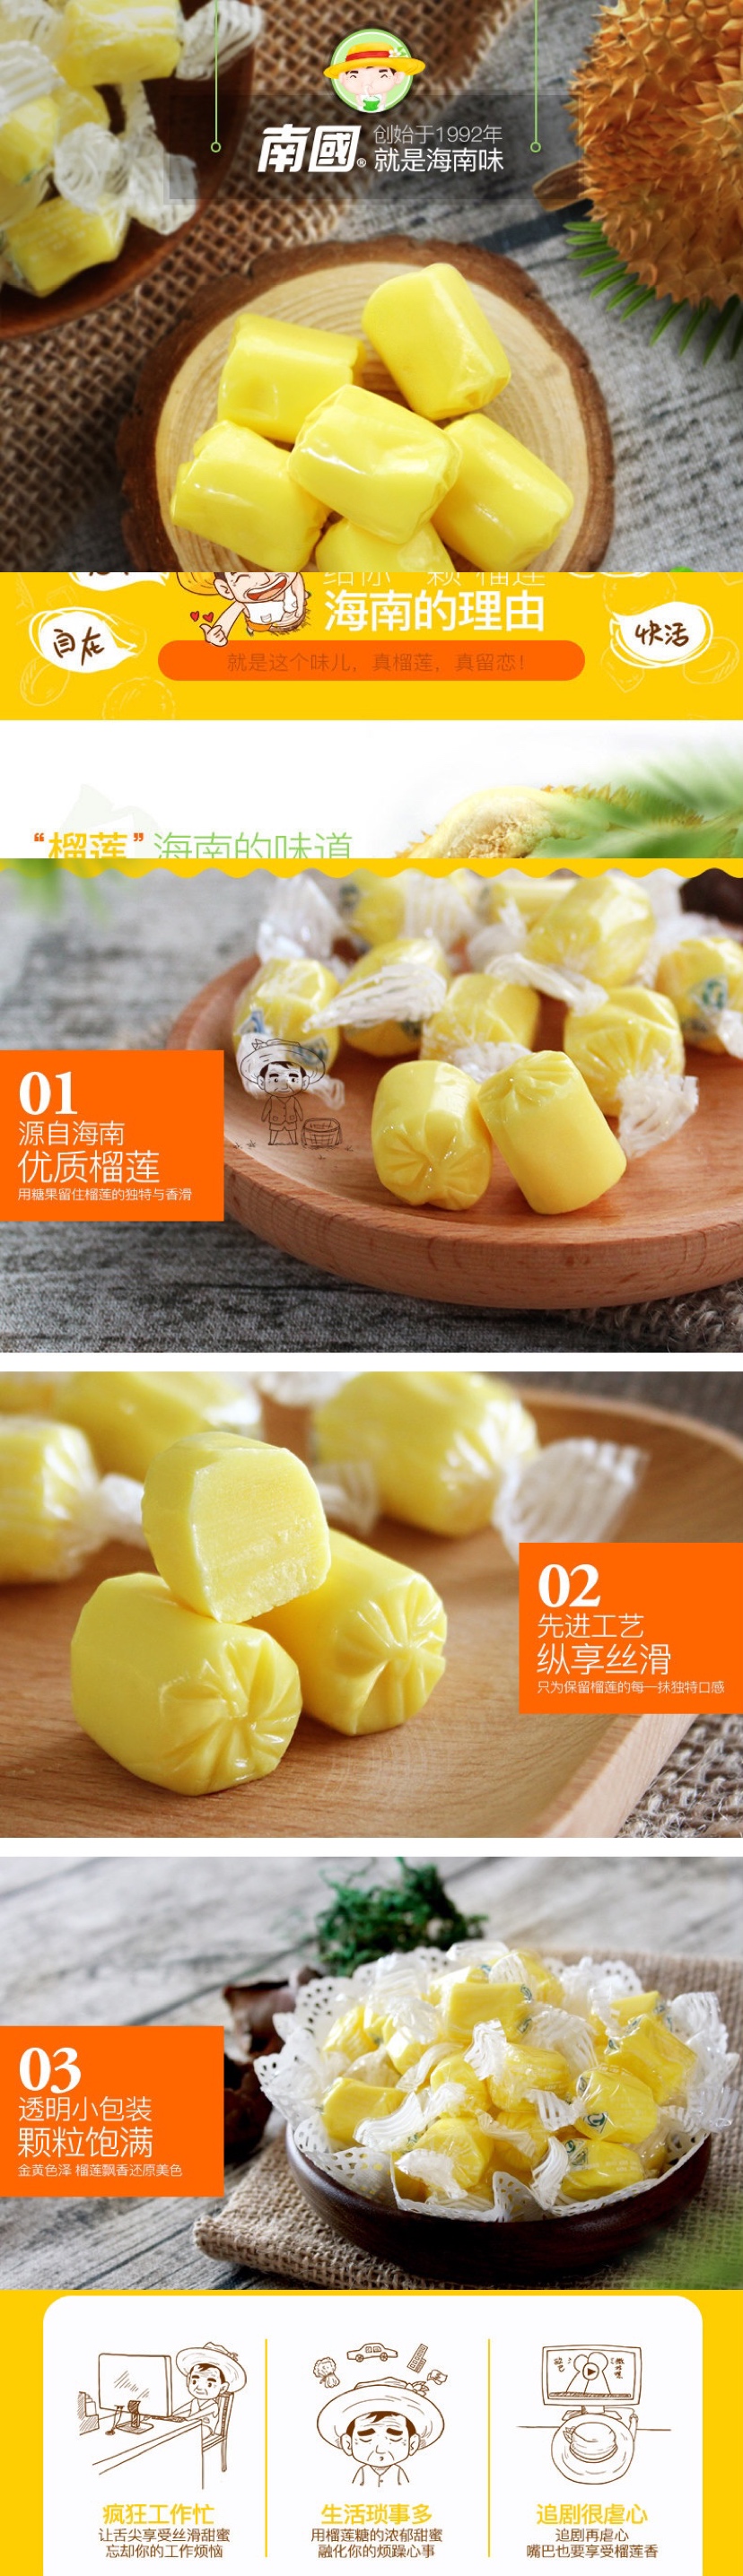 南國®
创始于1992年
就是海南味
海南的理由
自在
快活
就是这个味儿，真榴莲，真留恋！
“榴莲”海南的味道
01
源自海南
优质榴莲
用糖果留住榴莲的独特与香滑
02
先进工艺
纵享丝滑
只为保留榴莲的每一抹独特口感
03
透明小包装
颗粒饱满
金黄色泽 榴莲飘香还原美色
疯狂工作忙
让舌尖享受丝滑甜蜜
忘却你的工作烦恼
生活琐事多
用榴莲糖的浓郁甜蜜
融化你的烦躁心事
追剧很虐心
追剧再虐心
嘴巴也要享受榴莲香